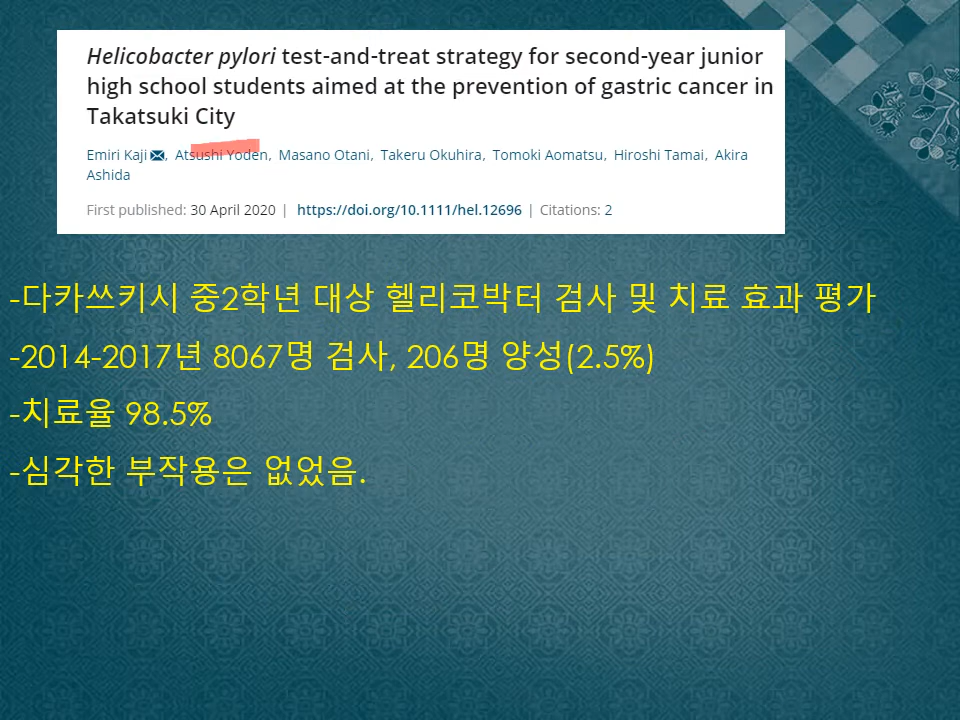 Helicobacter pylori test-and-treat strategy for second-year junior
high school students aimed at the prevention of gastric cancer in
Takatsuki City
Emiri Kaji, Atsushi Yoden, Masano Otani, Takeru Okuhira, Tomoki Aomatsu, Hiroshi Tamai, Akira
Ashida
First published: 30 April 2020 | https://doi.org/10.1111/hel.12696 | Citations: 2
-다카쓰키시 중2학년 대상 헬리코박터 검사 및 치료 효과 평가
-2014-2017년 8067명 검사, 206명 양성(2.5%)
-치료율 98.5%
-심각한 부작용은 없었음.